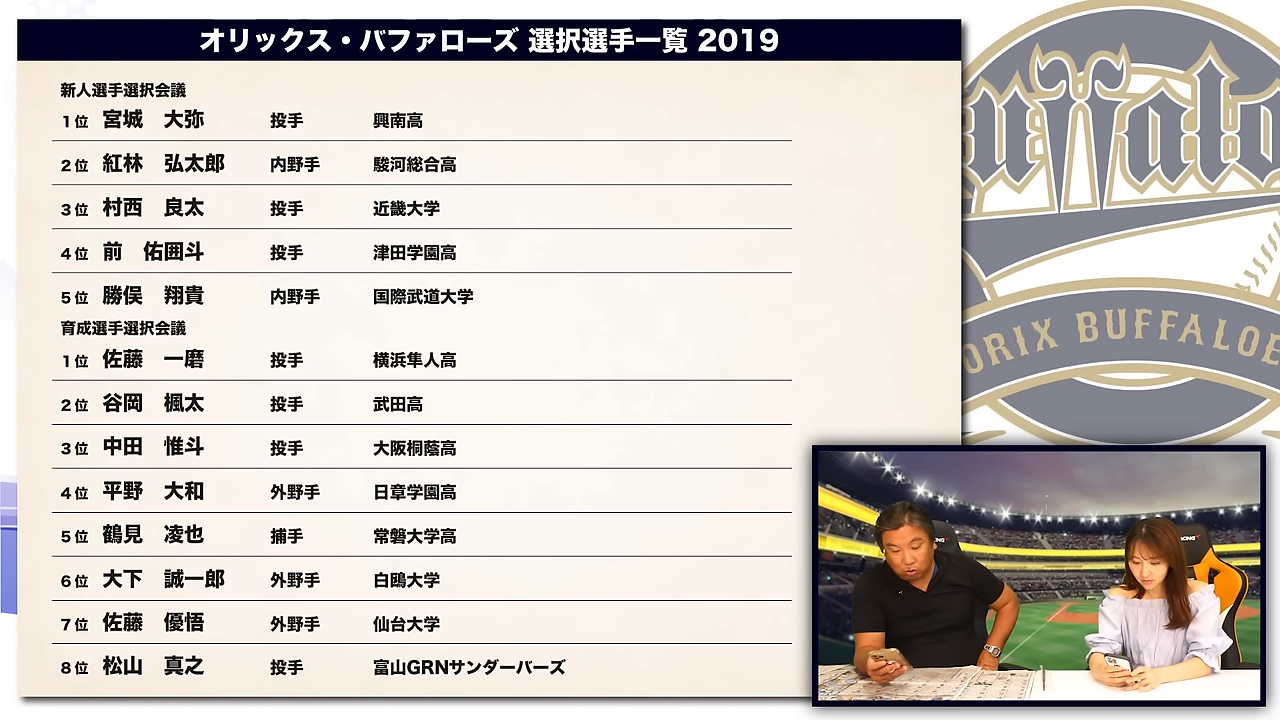 オリックス・バファローズ 選択選手一覧 2019
新人選手選択会議
1位 宮城 大弥 投手 興南高
2位 紅林 弘太郎 内野手 駿河総合高
3位 村西 良太 投手 近畿大学
4位 前 佑囲斗 投手 津田学園高
5位 勝俣 翔貴 内野手 国際武道大学
育成選手選択会議
1位 佐藤 一磨 投手 横浜隼人高
2位 谷岡 楓太 投手 武田高
3位 中田 惟斗 投手 大阪桐蔭高
4位 平野 大和 外野手 日章学園高
5位 鶴見 凌也 捕手 常磐大学高
6位 大下 誠一郎 外野手 白鴎大学
7位 佐藤 優悟 外野手 仙台大学
8位 松山 真之 投手 富山GRNサンダーバーズ
uffalo
ORIX BUFFALOE